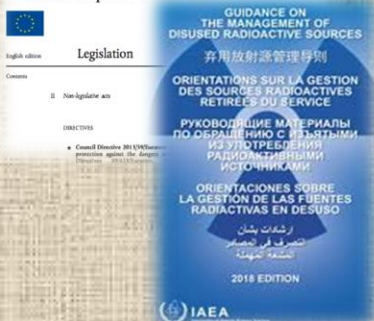 English edition
Legislation
Contents
II Non-legislative acts
DIRECTIVES
★ Council Directive 2013/59/Euratom
protection against the dangers
GUIDANCE ON
THE MANAGEMENT OF
DISUSED RADIOACTIVE SOURCES
弃用放射源管理导则
ORIENTATIONS SUR LA GESTION
DES SOURCES RADIOACTIVES
RETIRÉES DU SERVICE
РУКОВОДЯЩИЕ МАТЕРИАЛЫ
ПО ОБРАЩЕНИЮ С ИЗЪЯТЫМИ
ИЗ УПОТРЕБЛЕНИЯ
РАДИОАКТИВНЫМИ
ИСТОЧНИКАМИ
ORIENTACIONES SOBRE
LA GESTIÓN DE LAS FUENTES
RADIACTIVAS EN DESUSO
إرشادات بشأن
التصرف في المصادر
المشعة المهملة
2018 EDITION
IAEA